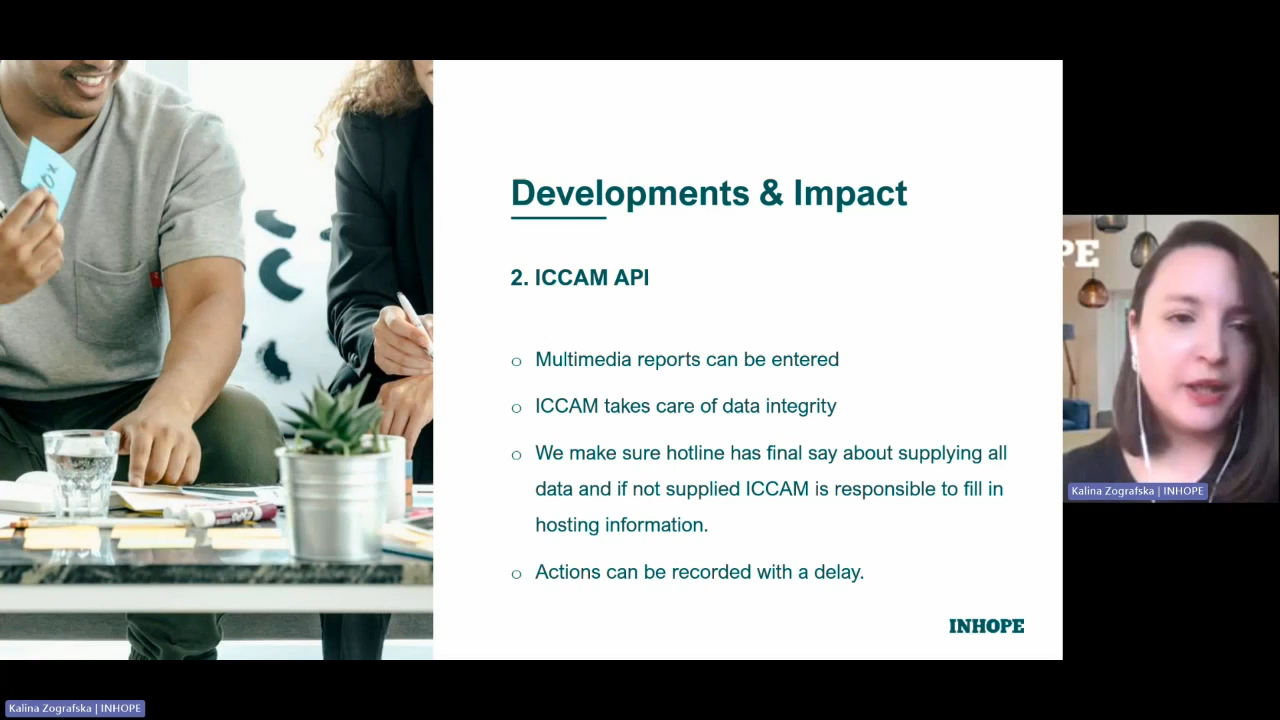 Developments & Impact
2. ICCAM API
o Multimedia reports can be entered
o ICCAM takes care of data integrity
o We make sure hotline has final say about supplying all
data and if not supplied ICCAM is responsible to fill in
hosting information.
o Actions can be recorded with a delay.
INHOPE
PE
Kalina Zografska | INHOPE
Kalina Zografska | INHOPE